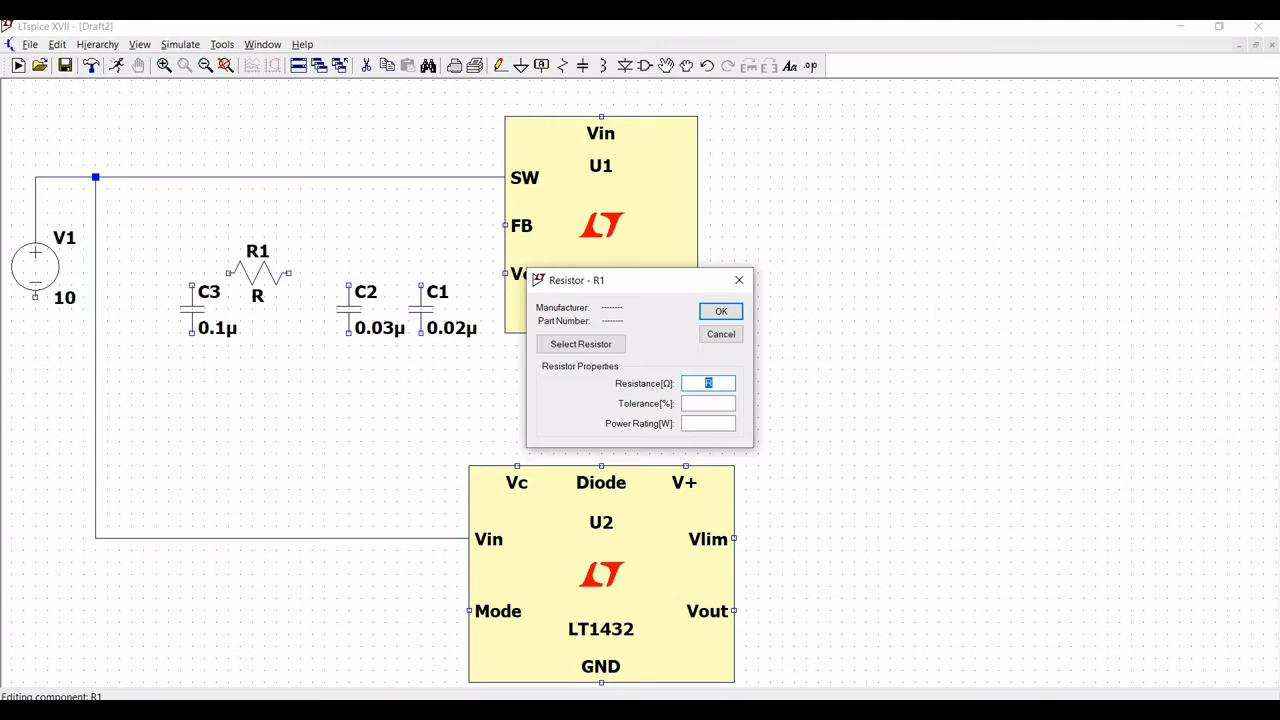 LTspice XVII - [Draft2]
File Edit Hierarchy View Simulate Tools Window Help
Aa .op
Vin
U1
SW
FB
V1
10
R1
R
C3
0.1µ
C2
0.03µ
C1
0.02µ
Resistor - R1
Manufacturer: --------
Part Number: --------
OK
Cancel
Select Resistor
Resistor Properties
Resistance[Ω]: R
Tolerance[%]:
Power Rating[W]:
Vc Diode V+
U2
Vin Vlim
Mode Vout
LT1432
GND
Editing component: R1